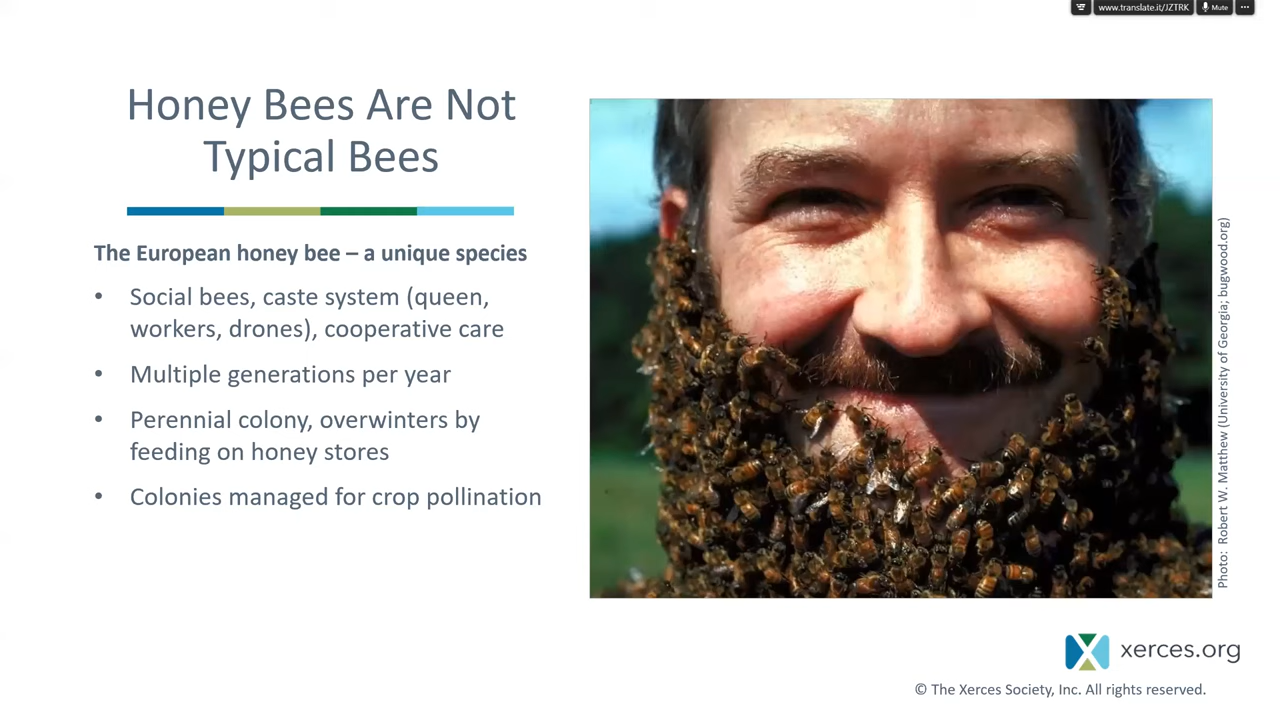 www.translate.it/JZTRK
Mute
Honey Bees Are Not
Typical Bees
The European honey bee – a unique species
• Social bees, caste system (queen,
workers, drones), cooperative care
• Multiple generations per year
• Perennial colony, overwinters by
feeding on honey stores
• Colonies managed for crop pollination
Photo: Robert W. Matthew (University of Georgia; bugwood.org)
xerces.org
© The Xerces Society, Inc. All rights reserved.